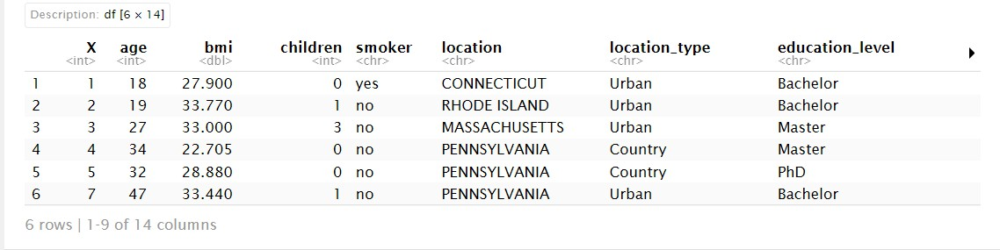 Description: df [6 × 14]
X age bmi children smoker location location_type education_level
<int> <int> <dbl> <int> <chr> <chr> <chr> <chr>
1 1 18 27.900 0 yes CONNECTICUT Urban Bachelor
2 2 19 33.770 1 no RHODE ISLAND Urban Bachelor
3 3 27 33.000 3 no MASSACHUSETTS Urban Master
4 4 34 22.705 0 no PENNSYLVANIA Country Master
5 5 32 28.880 0 no PENNSYLVANIA Country PhD
6 7 47 33.440 1 no PENNSYLVANIA Urban Bachelor
6 rows | 1-9 of 14 columns